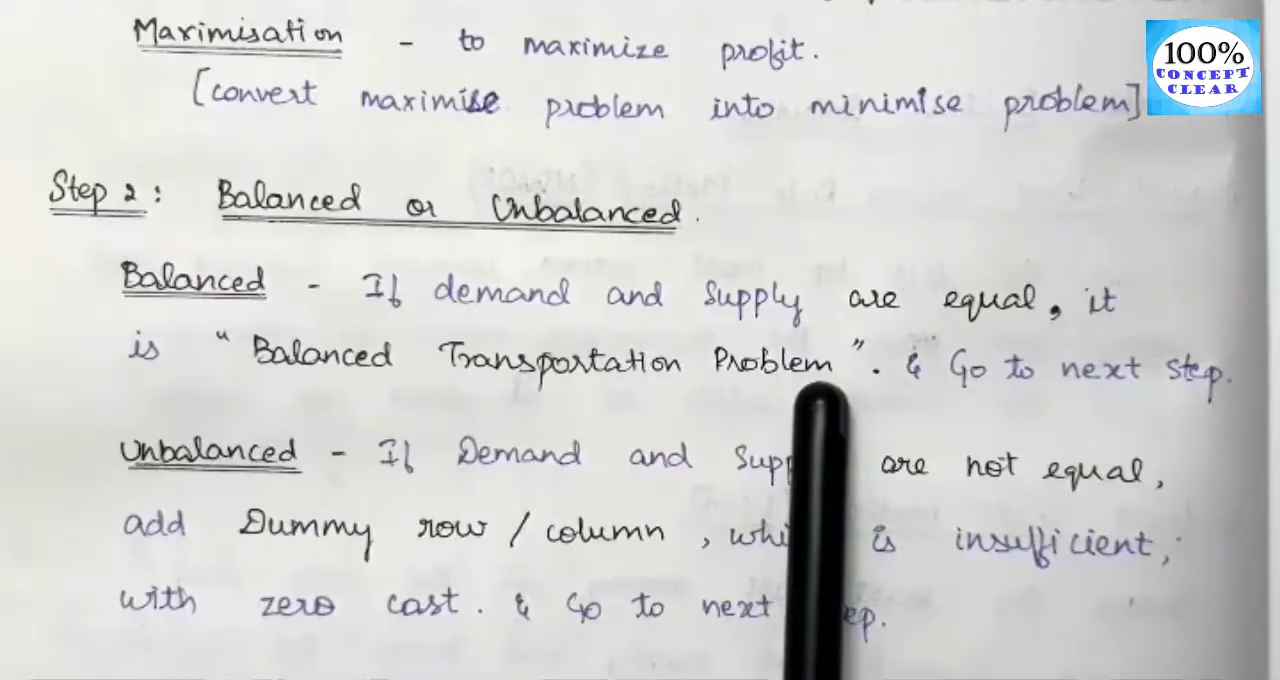 Maximisation - to maximize profit.
[convert maximise problem into minimise problem]
100%
CONCEPT
CLEAR
Step 2: Balanced or Unbalanced.
Balanced - If demand and supply are equal, it
is "Balanced Transportation Problem". & Go to next step.
Unbalanced - If Demand and Supp are not equal,
add Dummy row / column, whi is insufficient,
with zero cast. & Go to next ep.